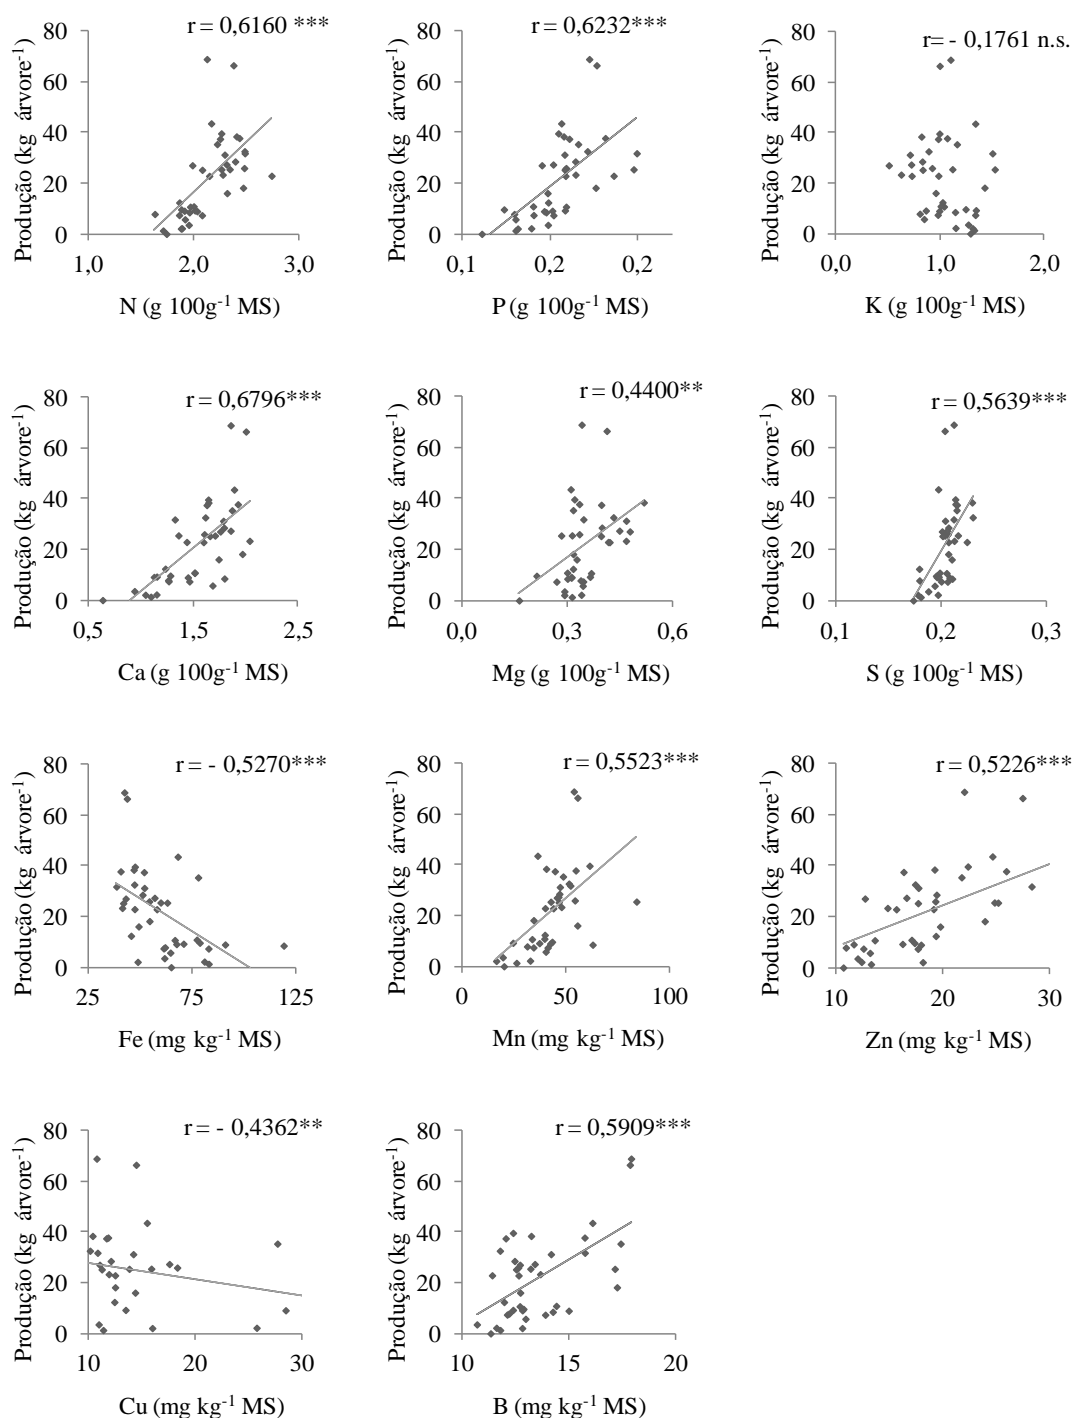 r = 0,6160 ***
Produção (kg árvore-1)
80
60
40
20
0
1,0 2,0 3,0
N (g 100g-1 MS)
r = 0,6232***
Produção (kg árvore-1)
80
60
40
20
0
0,1 0,2 0,2
P (g 100g-1 MS)
r= - 0,1761 n.s.
Produção (kg árvore-1)
80
60
40
20
0
0,0 1,0 2,0
K (g 100g-1 MS)
r = 0,6796***
Produção (kg árvore-1)
80
60
40
20
0
0,5 1,5 2,5
Ca (g 100g-1 MS)
r = 0,4400**
Produção (kg árvore-1)
80
60
40
20
0
0,0 0,3 0,6
Mg (g 100g-1 MS)
r = 0,5639***
Produção (kg árvore-1)
80
60
40
20
0
0,1 0,2 0,3
S (g 100g-1 MS)
r = - 0,5270***
Produção (kg árvore-1)
80
60
40
20
0
25 75 125
Fe (mg kg-1 MS)
r = 0,5523***
Produção (kg árvore-1)
80
60
40
20
0
0 50 100
Mn (mg kg-1 MS)
r = 0,5226***
Produção (kg árvore-1)
80
60
40
20
0
10 20 30
Zn (mg kg-1 MS)
r = - 0,4362**
Produção (kg árvore-1)
80
60
40
20
0
10 20 30
Cu (mg kg-1 MS)
r = 0,5909***
Produção (kg árvore-1)
80
60
40
20
0
10 15 20
B (mg kg-1 MS)